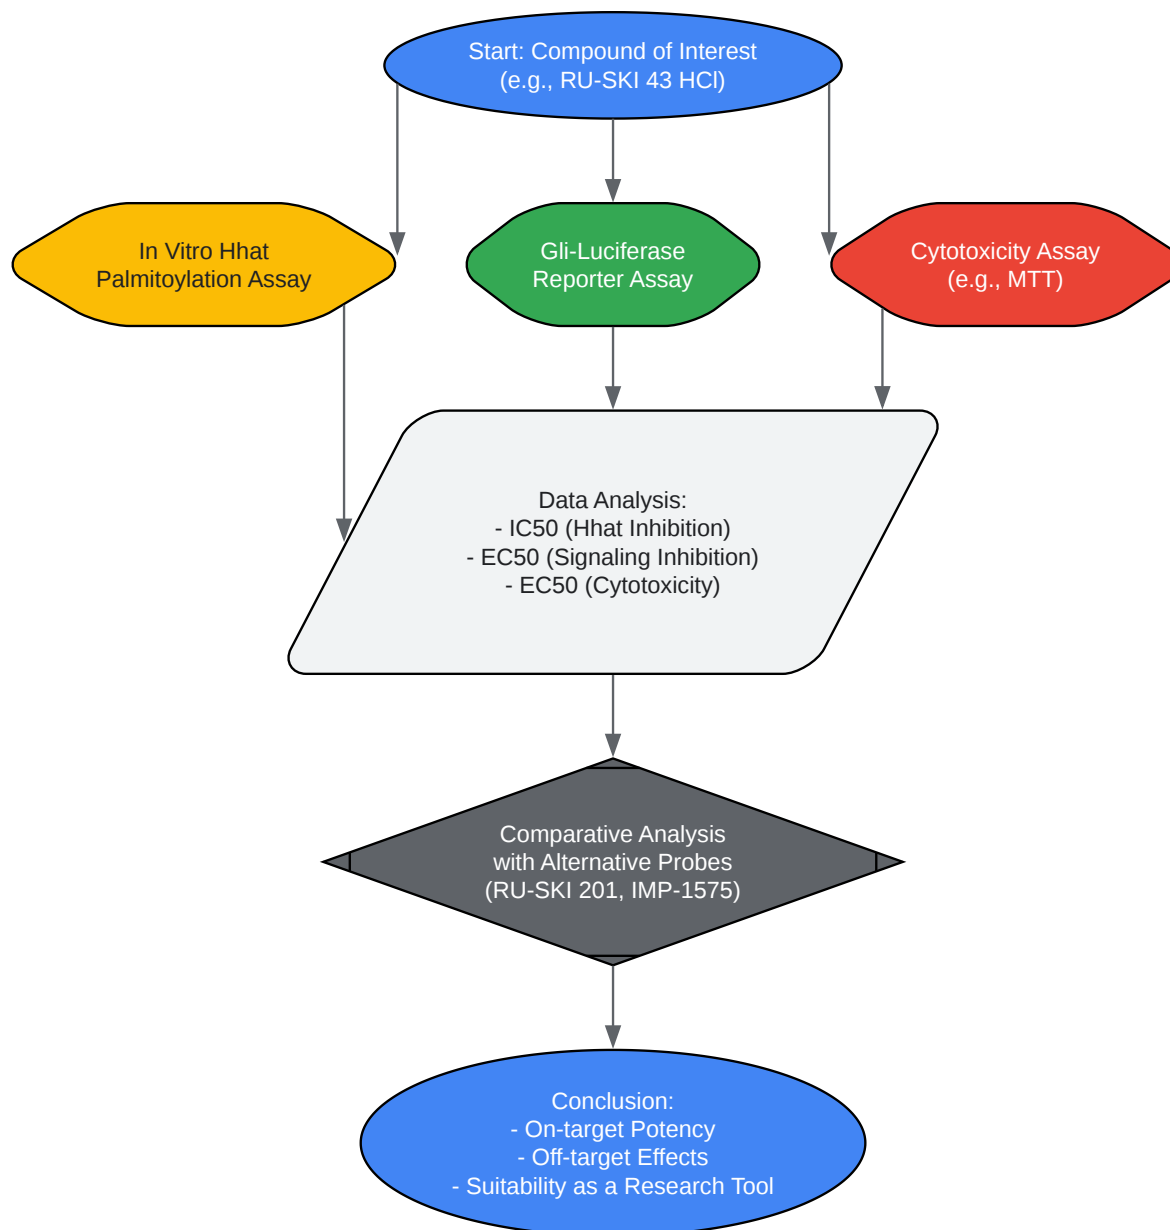 Start: Compound of Interest
(e.g., RU-SKI 43 HCl)
In Vitro Hhat
Palmitoylation Assay
Gli-Luciferase
Reporter Assay
Cytotoxicity Assay
(e.g., MTT)
Data Analysis:
- IC50 (Hhat Inhibition)
- EC50 (Signaling Inhibition)
- EC50 (Cytotoxicity)
Comparative Analysis
with Alternative Probes
(RU-SKI 201, IMP-1575)
Conclusion:
- On-target Potency
- Off-target Effects
- Suitability as a Research Tool